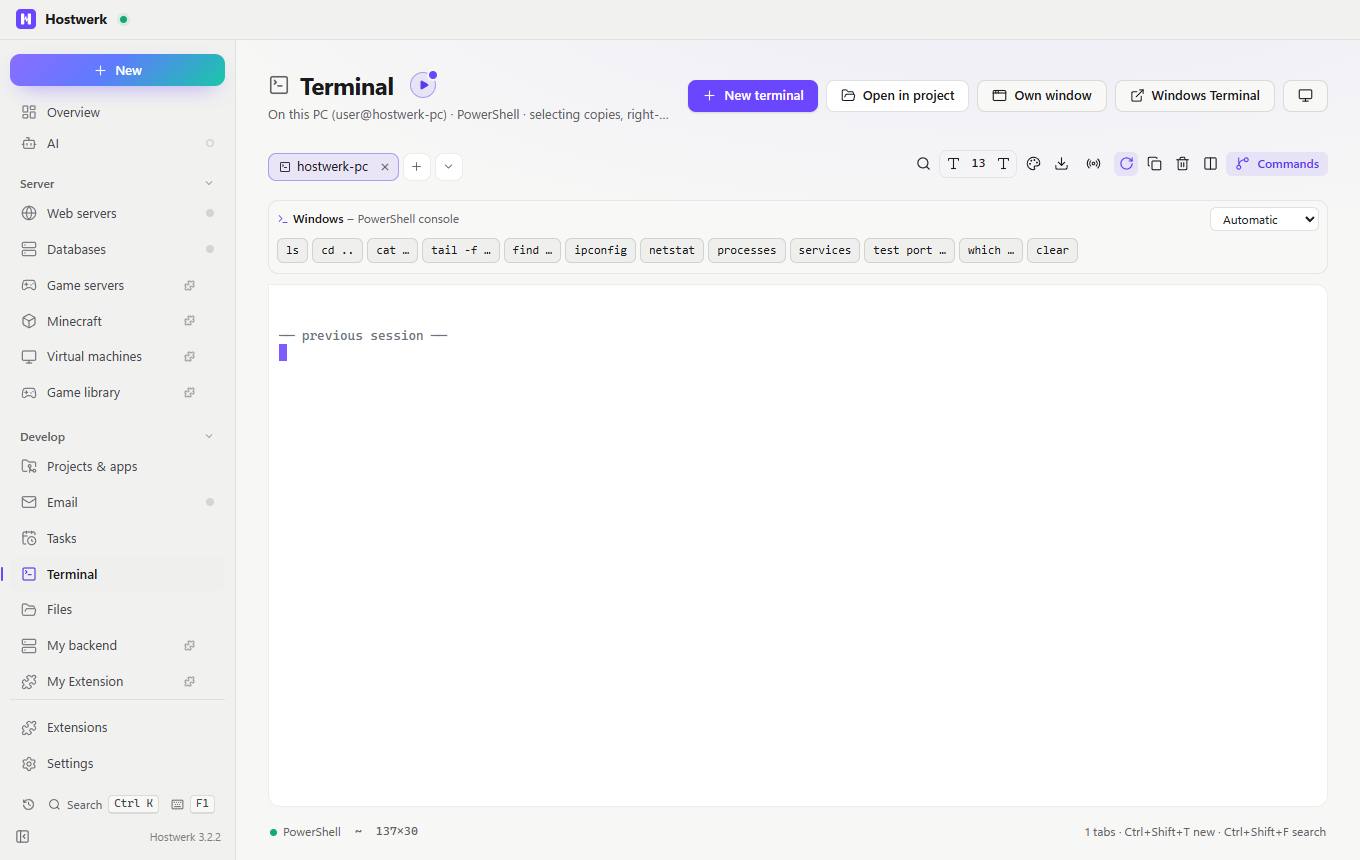 Hostwerk
New
Overview
AI
Server
Web servers
Databases
Game servers
Minecraft
Virtual machines
Game library
Develop
Projects & apps
Email
Tasks
Terminal
Files
My backend
My Extension
Extensions
Settings
Search Ctrl K F1
Hostwerk 3.2.2
Terminal
On this PC (user@hostwerk-pc) · PowerShell · selecting copies, right-…
New terminal
Open in project
Own window
Windows Terminal
hostwerk-pc
T 13 T
Commands
Windows – PowerShell console
Automatic
ls cd .. cat … tail -f … find … ipconfig netstat processes services test port … which … clear
── previous session ──
PowerShell ~ 137×30
1 tabs · Ctrl+Shift+T new · Ctrl+Shift+F search